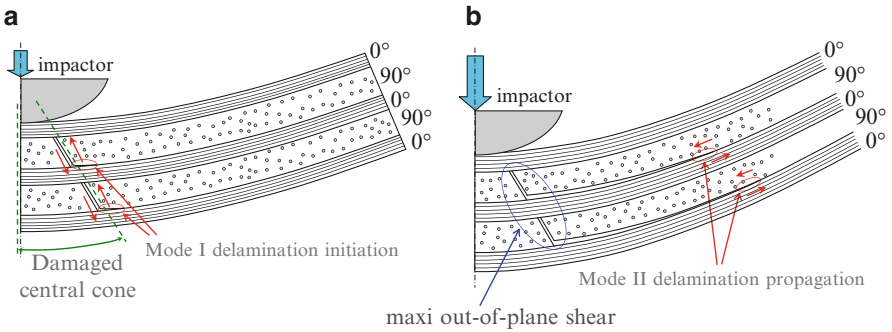 a
impactor
0°
90°
0°
90°
0°
Mode I delamination initiation
Damaged
central cone
b
impactor
0°
90°
0°
90°
0°
Mode II delamination propagation
maxi out-of-plane shear